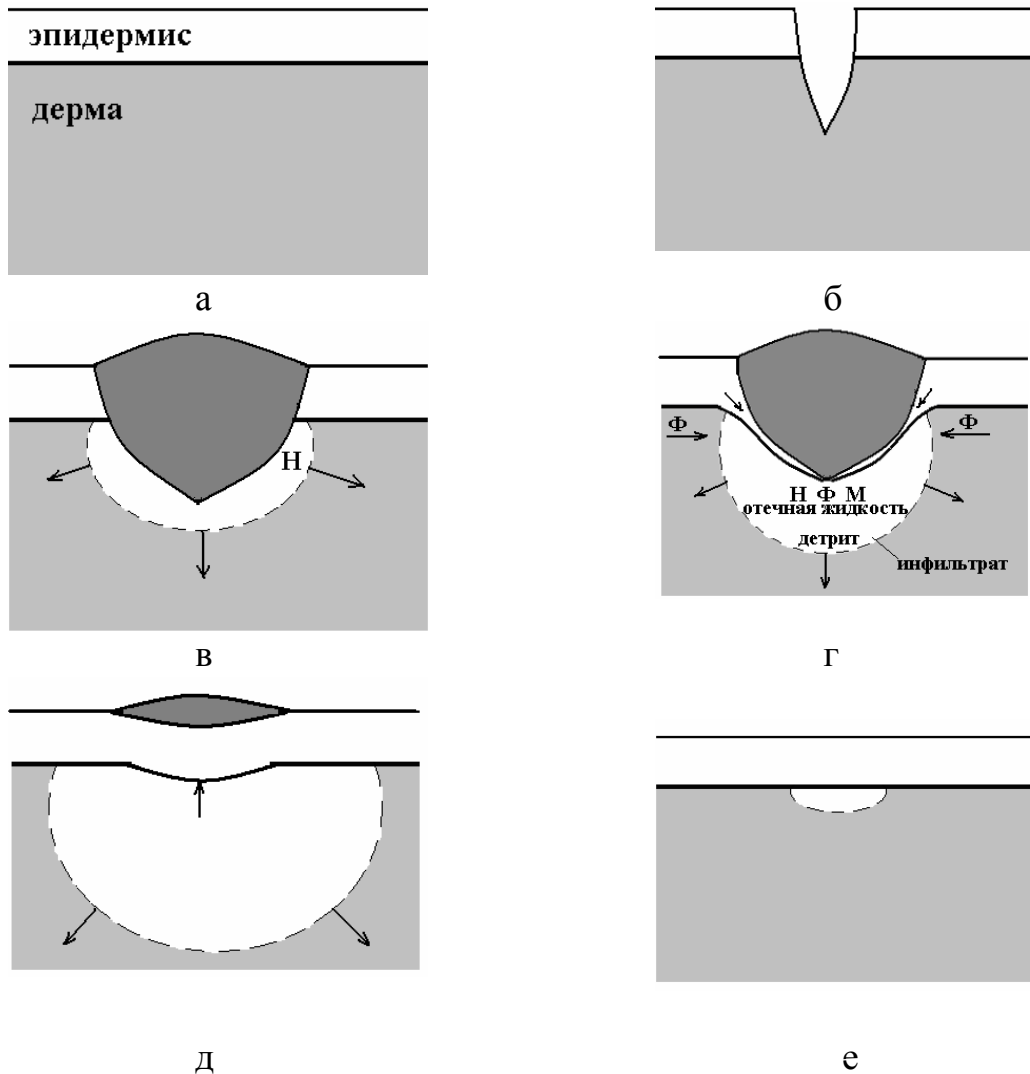 эпидермис
дерма
а
б
Н
в
Ф
Ф
Н Ф М
отечная жидкость
детрит
инфильтрат
г
д
е